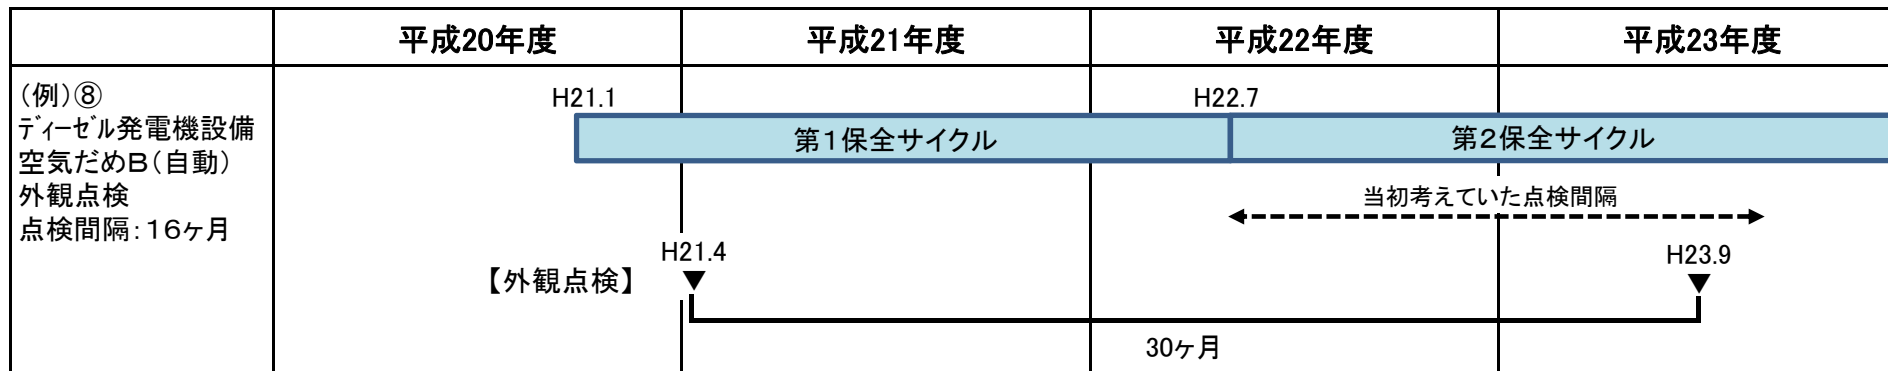 平成20年度
平成21年度
平成22年度
平成23年度
（例）⑧
ﾃﾞｨｰｾﾞﾙ発電機設備
空気だめＢ（自動）
外観点検
点検間隔：１６ヶ月
H21.1
H22.7
第１保全サイクル
第２保全サイクル
当初考えていた点検間隔
H21.4
H23.9
【外観点検】
30ヶ月